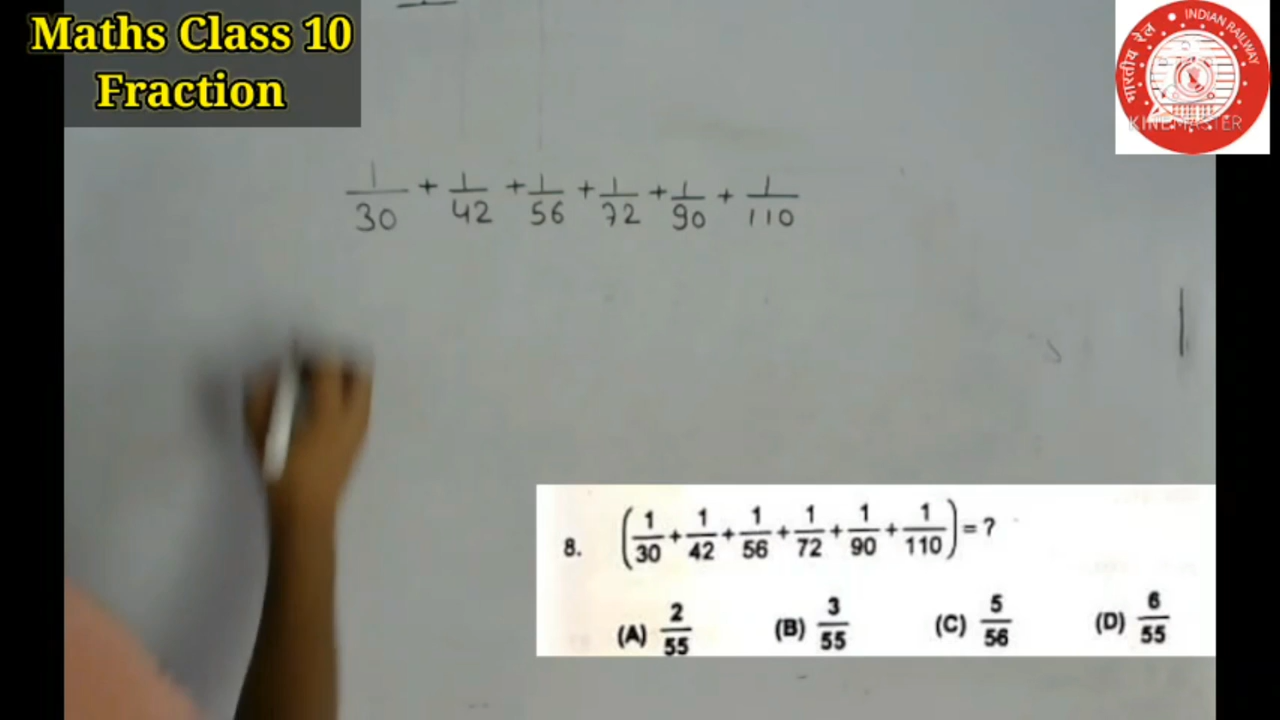 Maths Class 10
Fraction
भारतीय रेल • INDIAN RAILWAY
KINEMASTER
1/30 + 1/42 + 1/56 + 1/72 + 1/90 + 1/110
8. (1/30 + 1/42 + 1/56 + 1/72 + 1/90 + 1/110) = ?
(A) 2/55 (B) 3/55 (C) 5/56 (D) 6/55